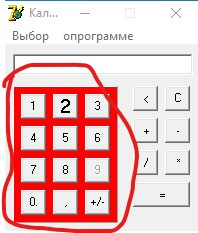 Кал...
Выбор опрограмме
1 2 3 < C
4 5 6 + -
7 8 9 / *
0. , +/- =